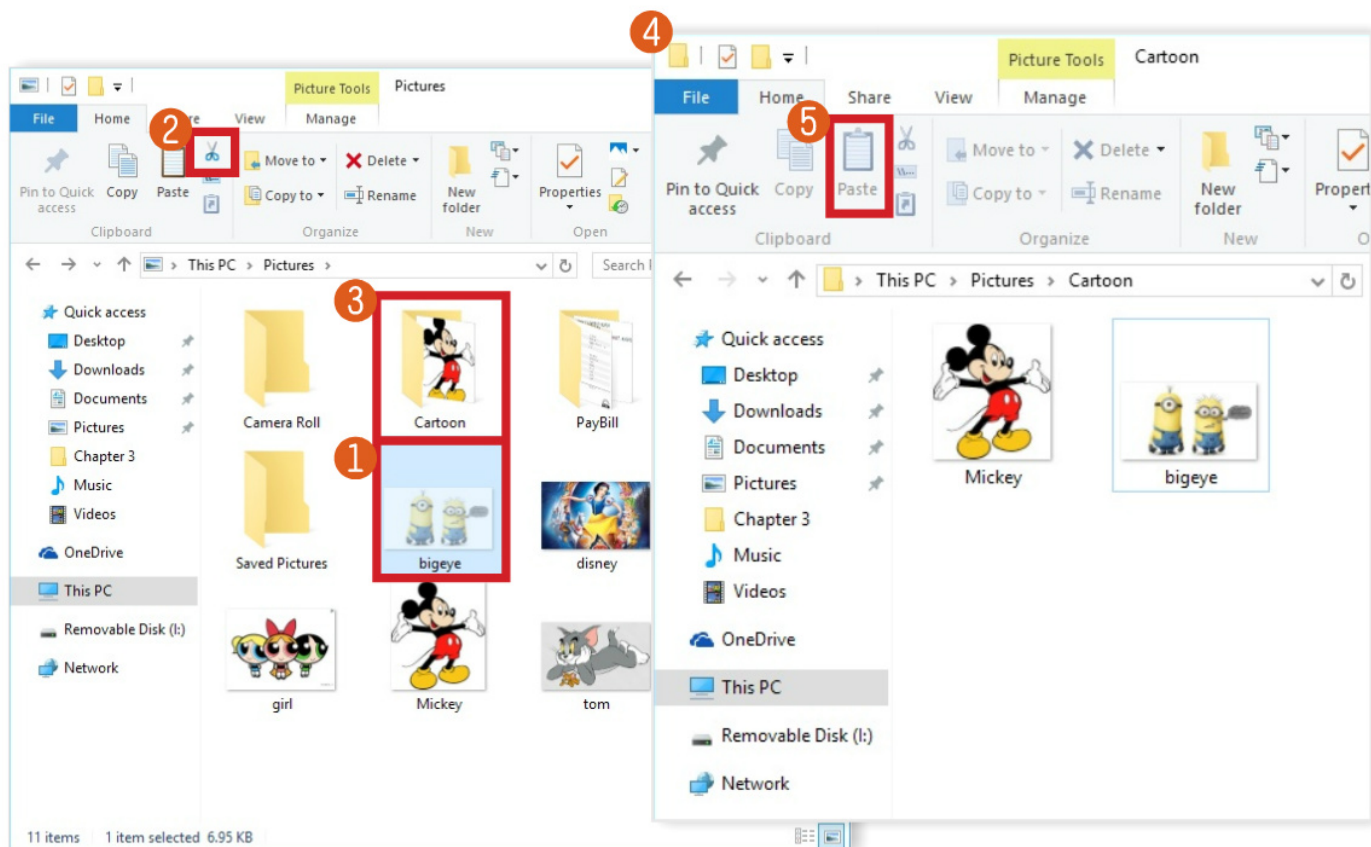 Picture Tools Pictures
File Home View Manage
2
Pin to Quick access
Copy
Paste
Move to
Copy to
Delete
Rename
New folder
Properties
Clipboard Organize New Open
This PC > Pictures >
Search
Quick access
Desktop
Downloads
Documents
Pictures
Chapter 3
Music
Videos
OneDrive
This PC
Removable Disk (I:)
Network
3
Camera Roll Cartoon PayBill
1
Saved Pictures bigeye disney
girl Mickey tom
11 items 1 item selected 6.95 KB
4
Picture Tools Cartoon
File Home Share View Manage
5
Pin to Quick access
Copy
Paste
Move to
Copy to
Delete
Rename
New folder
Clipboard Organize New
This PC > Pictures > Cartoon
Quick access
Desktop
Downloads
Documents
Pictures
Chapter 3
Music
Videos
OneDrive
This PC
Removable Disk (I:)
Network
Mickey bigeye